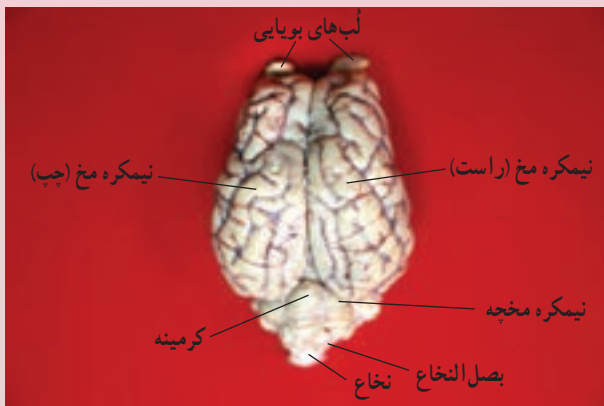 لُب‌های بویایی
نیمکره مخ (راست)
نیمکره مخ (چپ)
نیمکره مخچه
کرمینه
بصل‌النخاع
نخاع